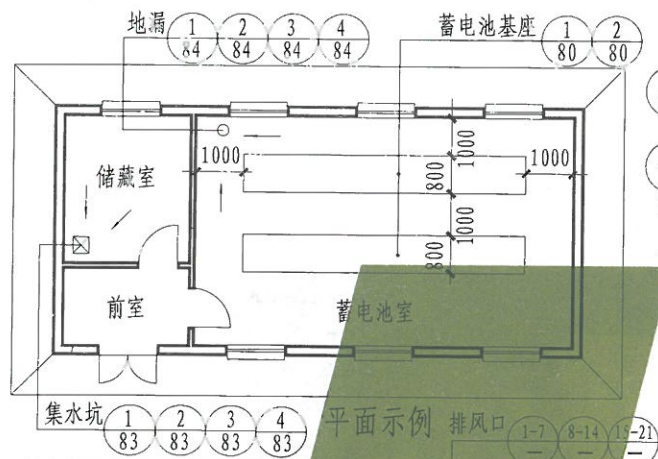 地漏 1/84 2/84 3/84 4/84
蓄电池基座 1/80 2/80
储藏室
1000
1000
1000
800
1000
800
前室
蓄电池室
集水坑 1/83 2/83 3/83 4/83
平面示例
排风口 1-7/— 8-14/— 15-21/—